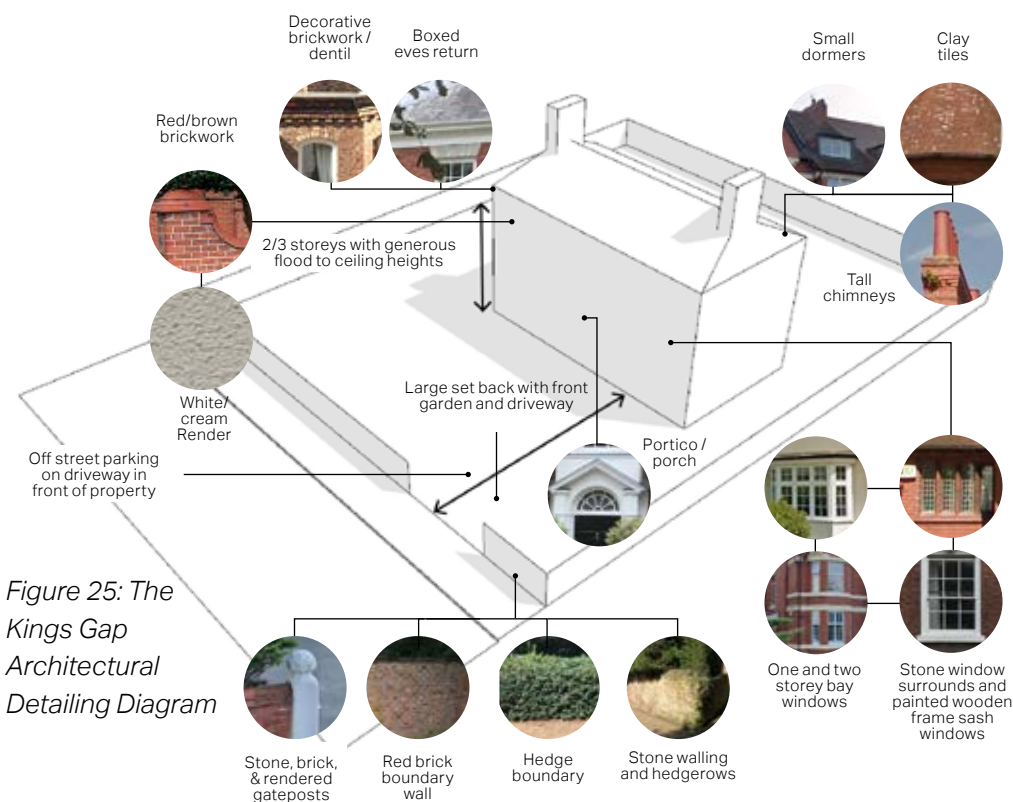 Decorative
brickwork /
dentil
Boxed
eves return
Small
dormers
Clay
tiles
Red/brown
brickwork
2/3 storeys with generous
flood to ceiling heights
Tall
chimneys
White/
cream
Render
Large set back with front
garden and driveway
Portico /
porch
Off street parking
on driveway in
front of property
Figure 25: The
Kings Gap
Architectural
Detailing Diagram
One and two
storey bay
windows
Stone window
surrounds and
painted wooden
frame sash
windows
Stone, brick,
& rendered
gateposts
Red brick
boundary
wall
Hedge
boundary
Stone walling
and hedgerows